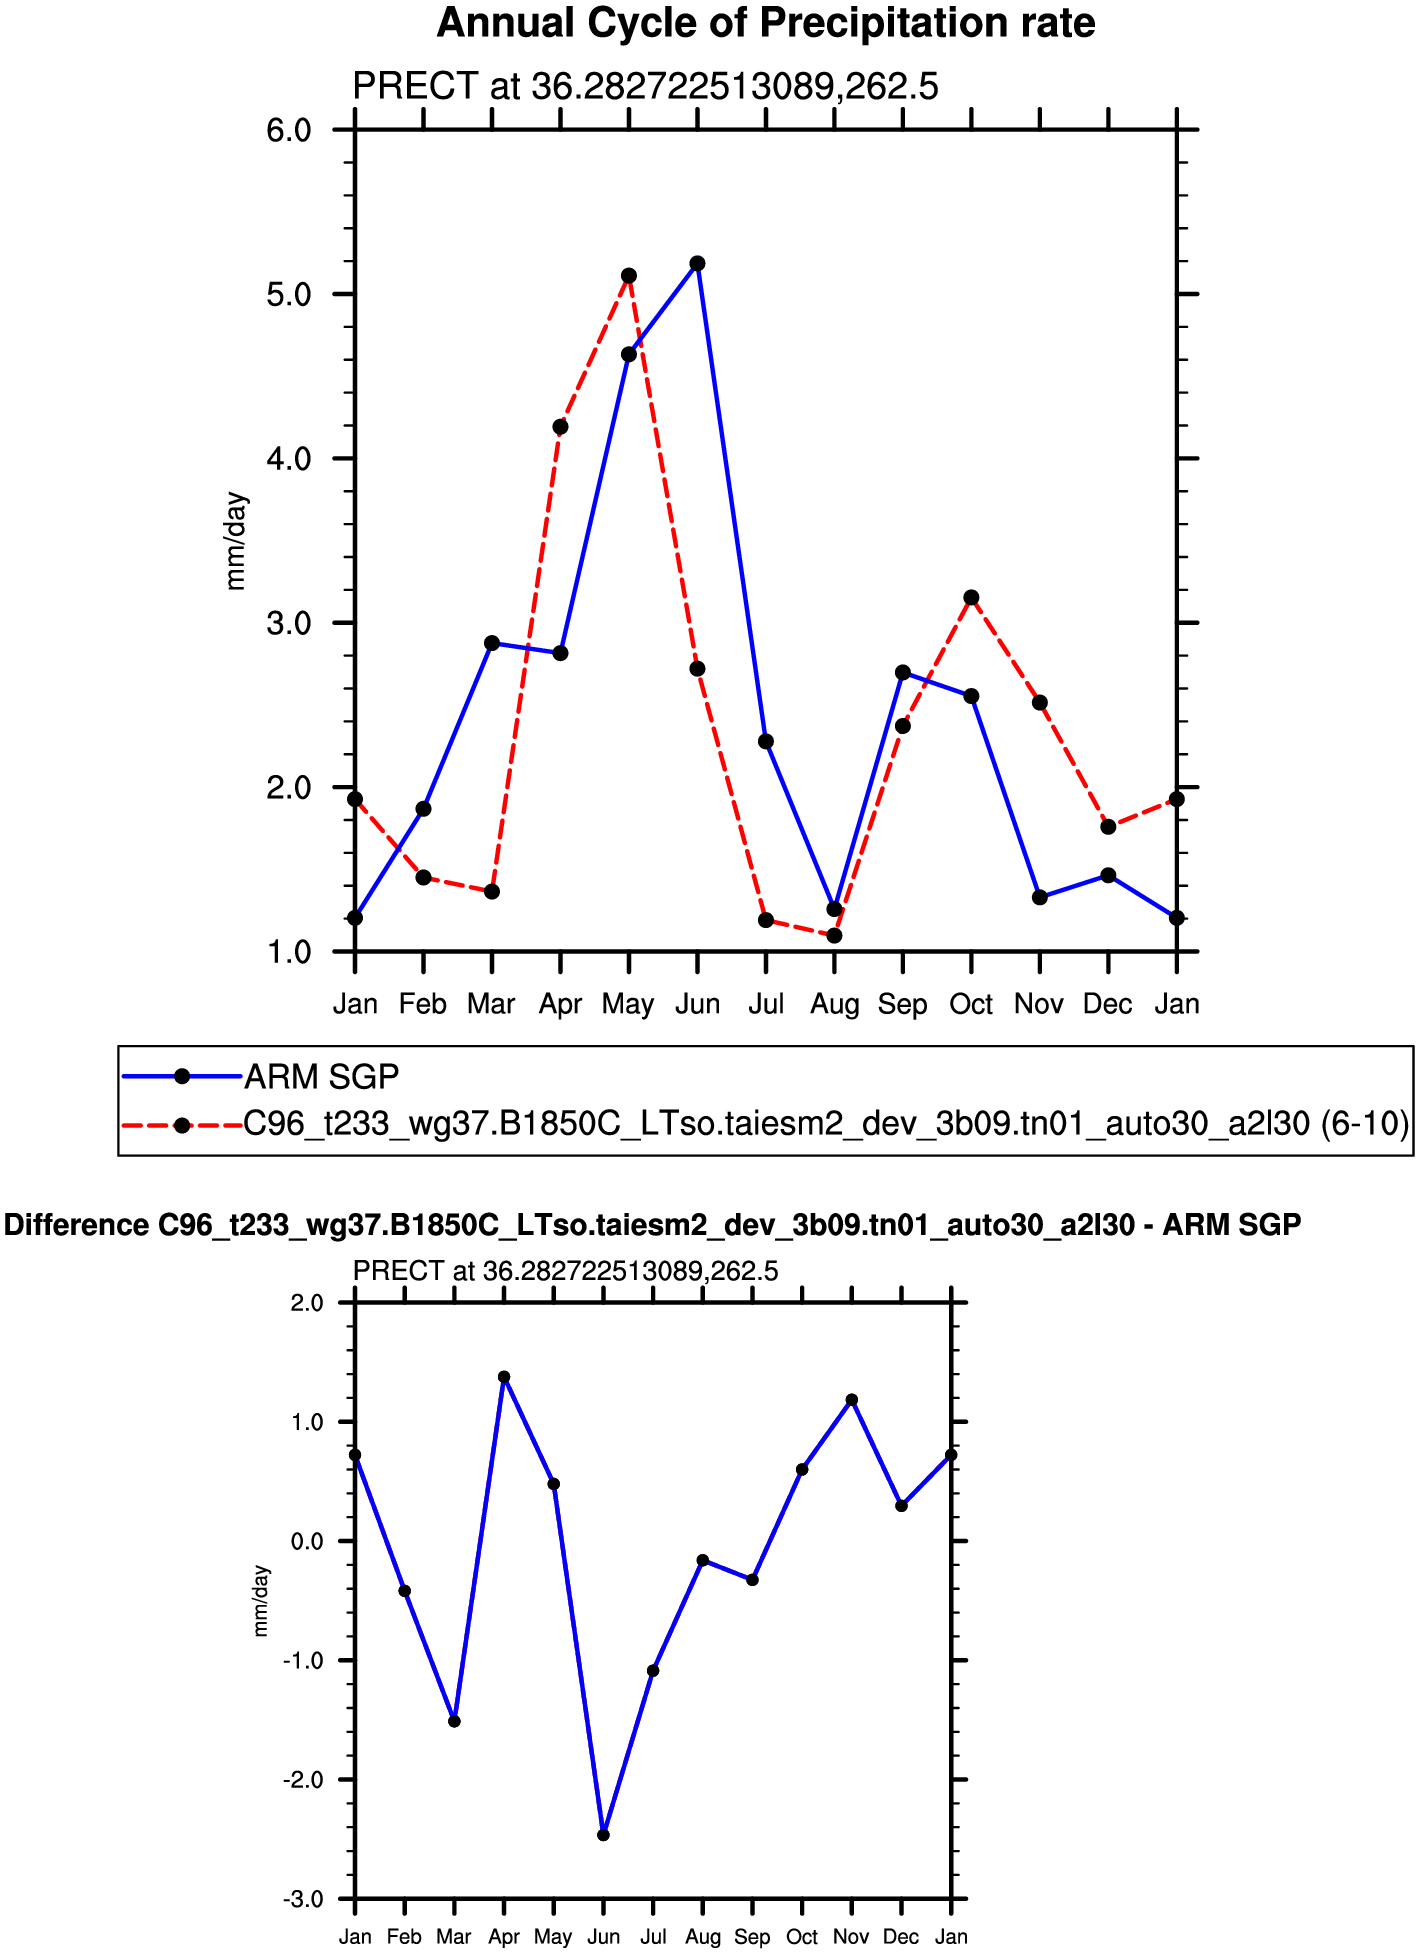 Annual Cycle of Precipitation rate
PRECT at 36.282722513089,262.5
6.0
5.0
4.0
3.0
2.0
1.0
mm/day
Jan Feb Mar Apr May Jun Jul Aug Sep Oct Nov Dec Jan
ARM SGP
C96_t233_wg37.B1850C_LTso.taiesm2_dev_3b09.tn01_auto30_a2l30 (6-10)
Difference C96_t233_wg37.B1850C_LTso.taiesm2_dev_3b09.tn01_auto30_a2l30 - ARM SGP
PRECT at 36.282722513089,262.5
2.0
1.0
0.0
-1.0
-2.0
-3.0
mm/day
Jan Feb Mar Apr May Jun Jul Aug Sep Oct Nov Dec Jan